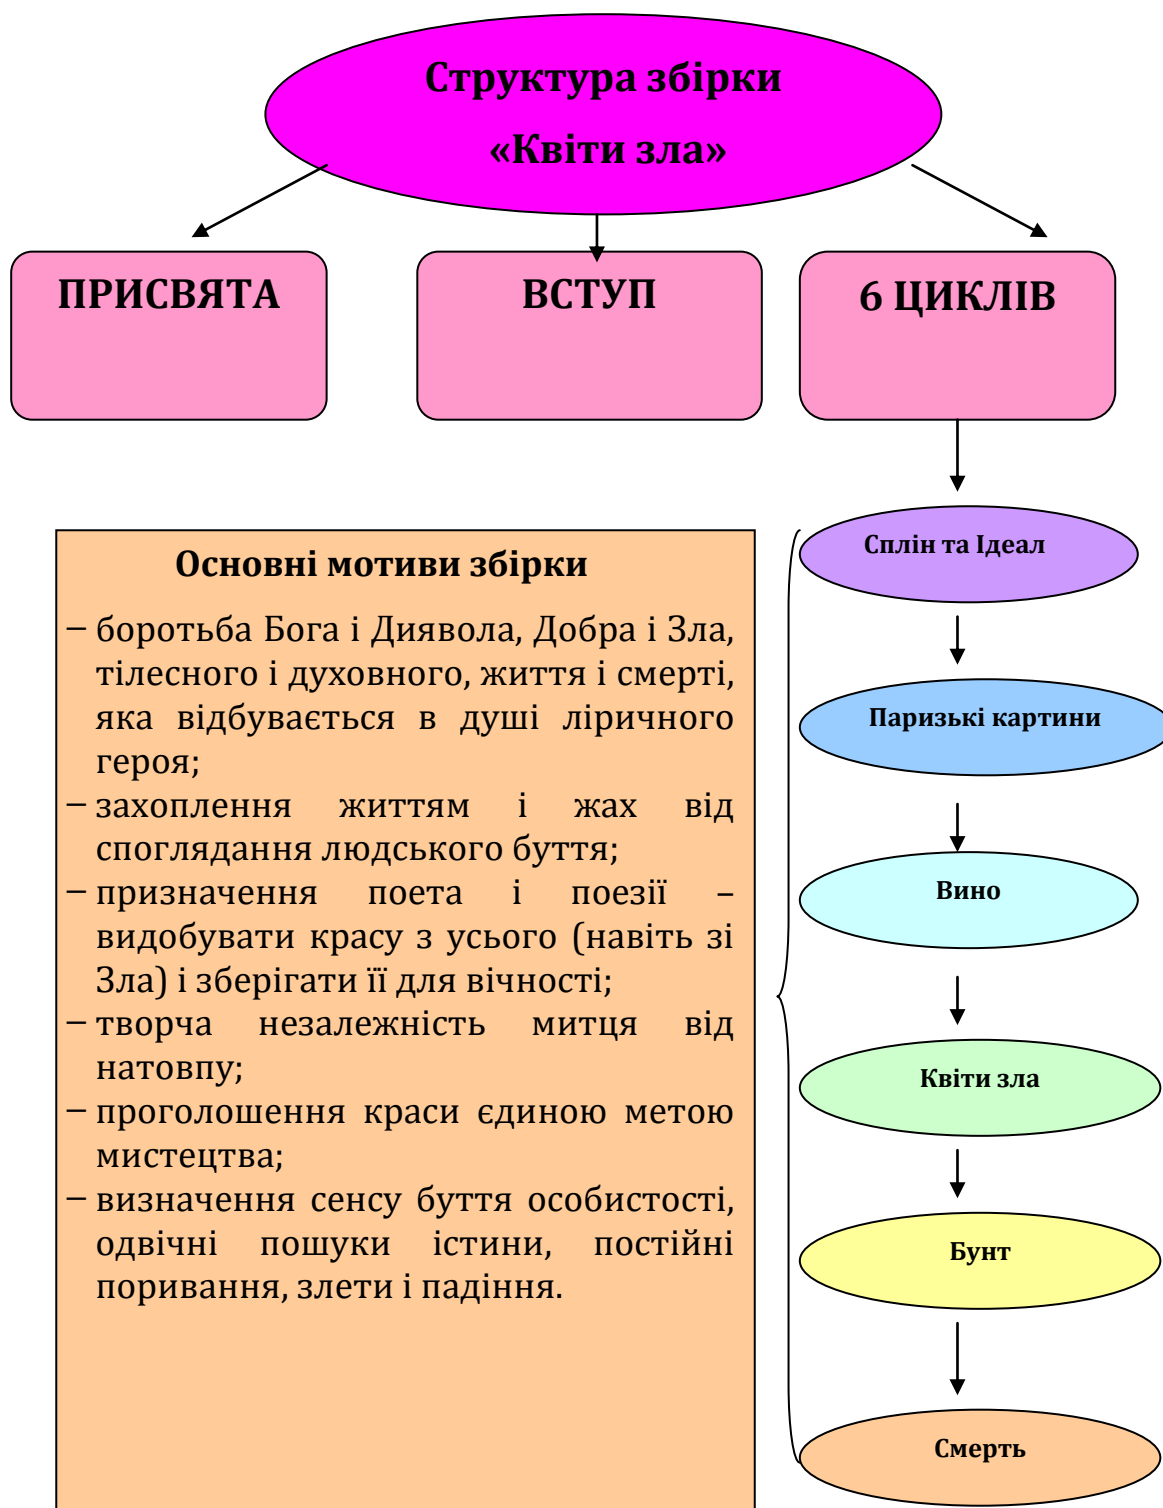 Структура збірки
«Квіти зла»
ПРИСВЯТА
ВСТУП
6 ЦИКЛІВ
Основні мотиви збірки
– боротьба Бога і Диявола, Добра і Зла,
тілесного і духовного, життя і смерті,
яка відбувається в душі ліричного
героя;
– захоплення життям і жах від
споглядання людського буття;
– призначення поета і поезії –
видобувати красу з усього (навіть зі
Зла) і зберігати її для вічності;
– творча незалежність митця від
натовпу;
– проголошення краси єдиною метою
мистецтва;
– визначення сенсу буття особистості,
одвічні пошуки істини, постійні
поривання, злети і падіння.
Сплін та Ідеал
Паризькі картини
Вино
Квіти зла
Бунт
Смерть